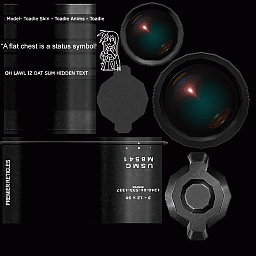 Model- Toadie Skin - Toadie Anims - Toadie
"A flat chest is a status symbol!
OH LAWL IZ DAT SUM HIDDEN TEXT
USMC
M8541
PREMIER RETICLES